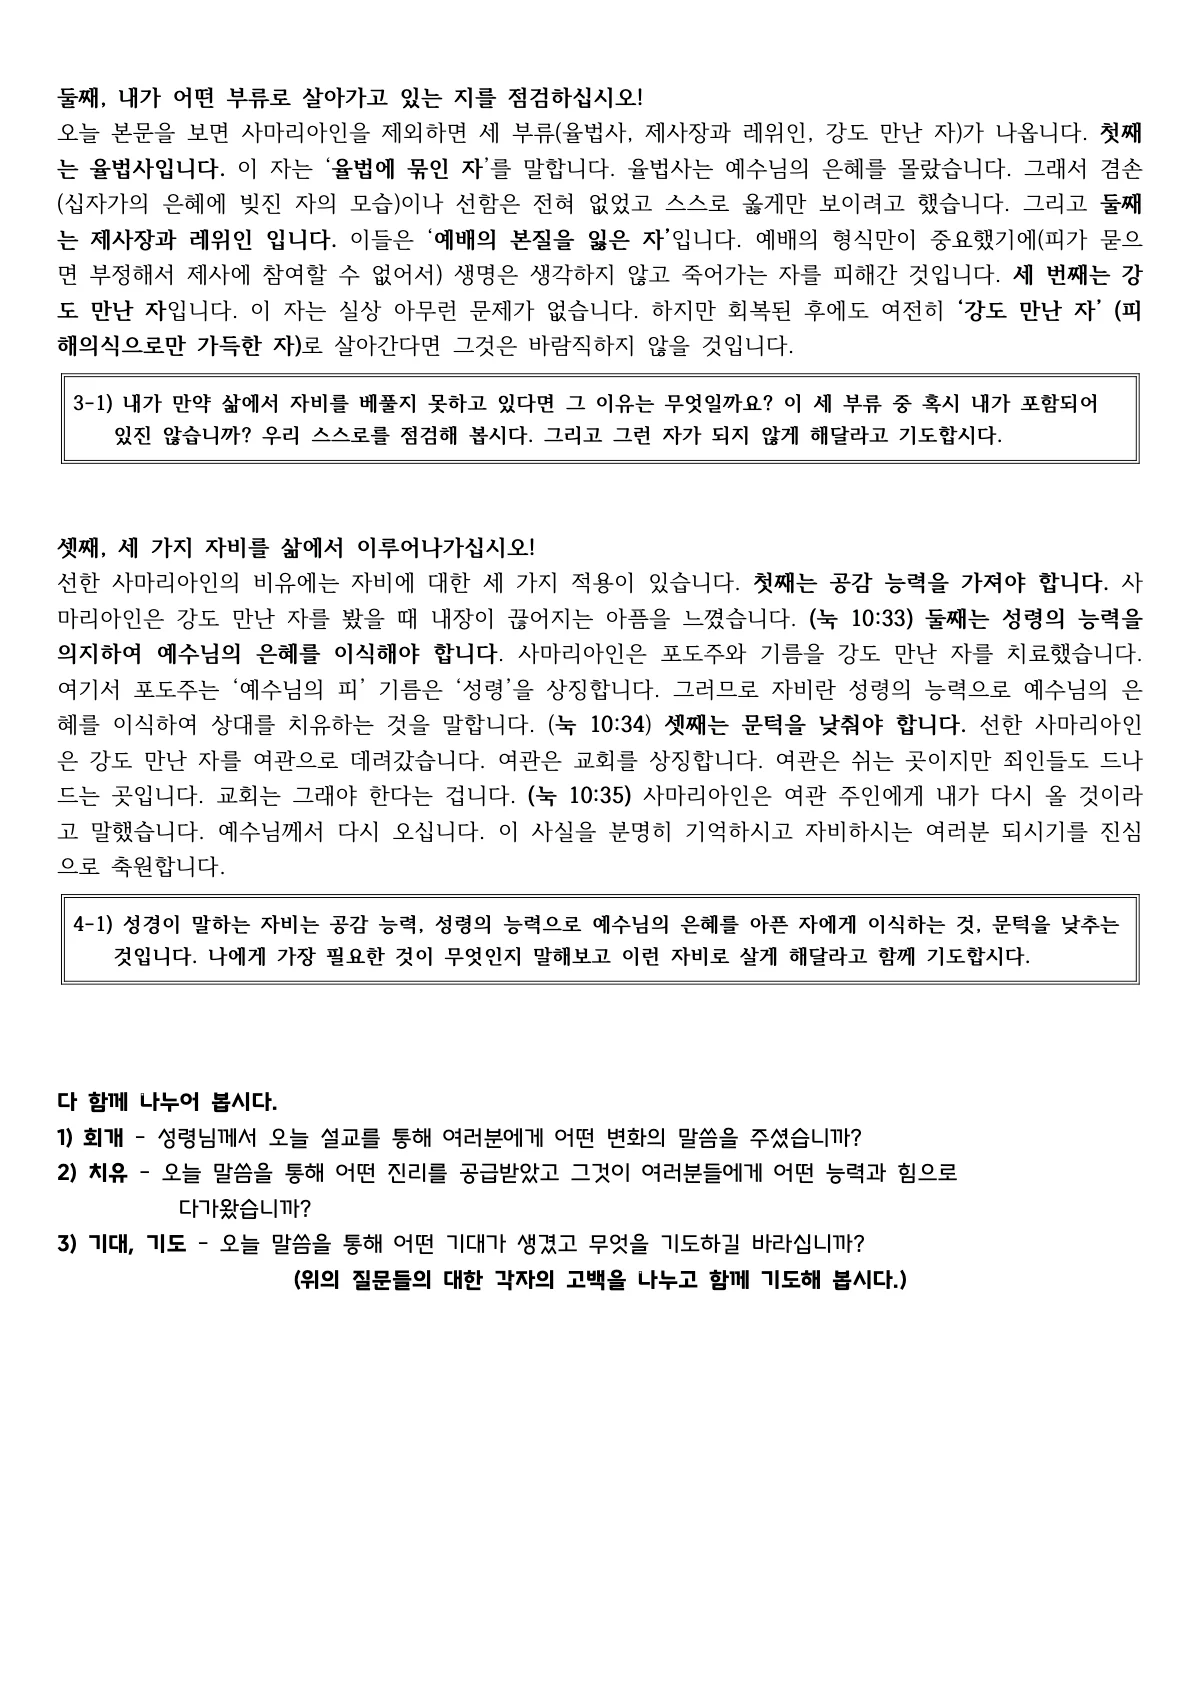 둘째, 내가 어떤 부류로 살아가고 있는 지를 점검하십시오!
오늘 본문을 보면 사마리아인을 제외하면 세 부류(율법사, 제사장과 레위인, 강도 만난 자)가 나옵니다. 첫째
는 율법사입니다. 이 자는 ‘율법에 묶인 자’를 말합니다. 율법사는 예수님의 은혜를 몰랐습니다. 그래서 겸손
(십자가의 은혜에 빚진 자의 모습)이나 선함은 전혀 없었고 스스로 옳게만 보이려고 했습니다. 그리고 둘째
는 제사장과 레위인 입니다. 이들은 ‘예배의 본질을 잃은 자’입니다. 예배의 형식만이 중요했기에(피가 묻으
면 부정해서 제사에 참여할 수 없어서) 생명은 생각하지 않고 죽어가는 자를 피해간 것입니다. 세 번째는 강
도 만난 자입니다. 이 자는 실상 아무런 문제가 없습니다. 하지만 회복된 후에도 여전히 ‘강도 만난 자’ (피
해의식으로만 가득한 자)로 살아간다면 그것은 바람직하지 않을 것입니다.
3-1) 내가 만약 삶에서 자비를 베풀지 못하고 있다면 그 이유는 무엇일까요? 이 세 부류 중 혹시 내가 포함되어
있진 않습니까? 우리 스스로를 점검해 봅시다. 그리고 그런 자가 되지 않게 해달라고 기도합시다.
셋째, 세 가지 자비를 삶에서 이루어나가십시오!
선한 사마리아인의 비유에는 자비에 대한 세 가지 적용이 있습니다. 첫째는 공감 능력을 가져야 합니다. 사
마리아인은 강도 만난 자를 봤을 때 내장이 끊어지는 아픔을 느꼈습니다. (눅 10:33) 둘째는 성령의 능력을
의지하여 예수님의 은혜를 이식해야 합니다. 사마리아인은 포도주와 기름을 강도 만난 자를 치료했습니다.
여기서 포도주는 ‘예수님의 피’ 기름은 ‘성령’을 상징합니다. 그러므로 자비란 성령의 능력으로 예수님의 은
혜를 이식하여 상대를 치유하는 것을 말합니다. (눅 10:34) 셋째는 문턱을 낮춰야 합니다. 선한 사마리아인
은 강도 만난 자를 여관으로 데려갔습니다. 여관은 교회를 상징합니다. 여관은 쉬는 곳이지만 죄인들도 드나
드는 곳입니다. 교회는 그래야 한다는 겁니다. (눅 10:35) 사마리아인은 여관 주인에게 내가 다시 올 것이라
고 말했습니다. 예수님께서 다시 오십니다. 이 사실을 분명히 기억하시고 자비하시는 여러분 되시기를 진심
으로 축원합니다.
4-1) 성경이 말하는 자비는 공감 능력, 성령의 능력으로 예수님의 은혜를 아픈 자에게 이식하는 것, 문턱을 낮추는
것입니다. 나에게 가장 필요한 것이 무엇인지 말해보고 이런 자비로 살게 해달라고 함께 기도합시다.
다 함께 나누어 봅시다.
1) 회개 - 성령님께서 오늘 설교를 통해 여러분에게 어떤 변화의 말씀을 주셨습니까?
2) 치유 - 오늘 말씀을 통해 어떤 진리를 공급받았고 그것이 여러분들에게 어떤 능력과 힘으로
다가왔습니까?
3) 기대, 기도 - 오늘 말씀을 통해 어떤 기대가 생겼고 무엇을 기도하길 바라십니까?
(위의 질문들의 대한 각자의 고백을 나누고 함께 기도해 봅시다.)